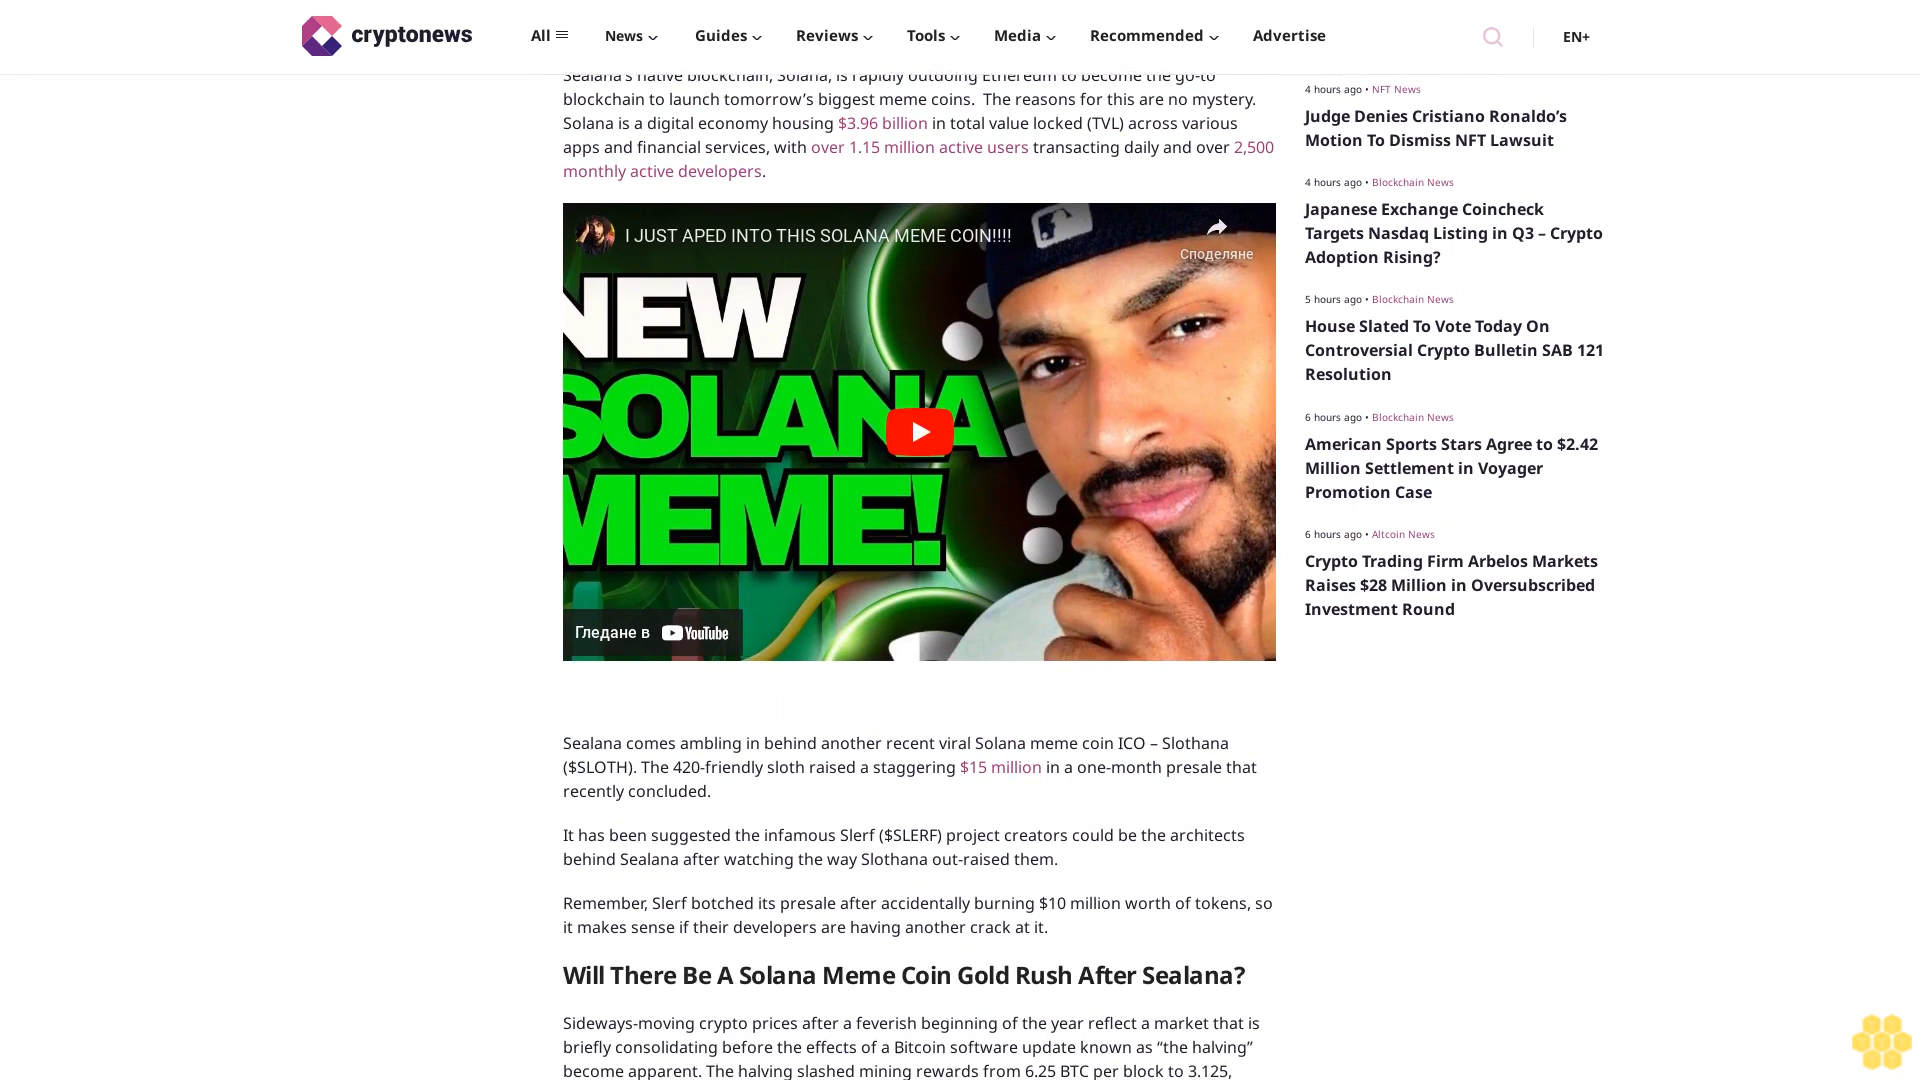 cryptonews
All
News
Guides
Reviews
Tools
Media
Recommended
Advertise
EN+
Sealana's native blockchain, Solana, is rapidly outdoing Ethereum to become the go-to
blockchain to launch tomorrow’s biggest meme coins.  The reasons for this are no mystery.
Solana is a digital economy housing $3.96 billion in total value locked (TVL) across various
apps and financial services, with over 1.15 million active users transacting daily and over 2,500
monthly active developers.
I JUST APED INTO THIS SOLANA MEME COIN!!!!
Споделяне
NEW
SOLANA
MEME!
Гледане в YouTube
Sealana comes ambling in behind another recent viral Solana meme coin ICO – Slothana
($SLOTH). The 420-friendly sloth raised a staggering $15 million in a one-month presale that
recently concluded.
It has been suggested the infamous Slerf ($SLERF) project creators could be the architects
behind Sealana after watching the way Slothana out-raised them.
Remember, Slerf botched its presale after accidentally burning $10 million worth of tokens, so
it makes sense if their developers are having another crack at it.
Will There Be A Solana Meme Coin Gold Rush After Sealana?
Sideways-moving crypto prices after a feverish beginning of the year reflect a market that is
briefly consolidating before the effects of a Bitcoin software update known as “the halving”
become apparent. The halving slashed mining rewards from 6.25 BTC per block to 3.125,
4 hours ago • NFT News
Judge Denies Cristiano Ronaldo’s
Motion To Dismiss NFT Lawsuit
4 hours ago • Blockchain News
Japanese Exchange Coincheck
Targets Nasdaq Listing in Q3 – Crypto
Adoption Rising?
5 hours ago • Blockchain News
House Slated To Vote Today On
Controversial Crypto Bulletin SAB 121
Resolution
6 hours ago • Blockchain News
American Sports Stars Agree to $2.42
Million Settlement in Voyager
Promotion Case
6 hours ago • Altcoin News
Crypto Trading Firm Arbelos Markets
Raises $28 Million in Oversubscribed
Investment Round